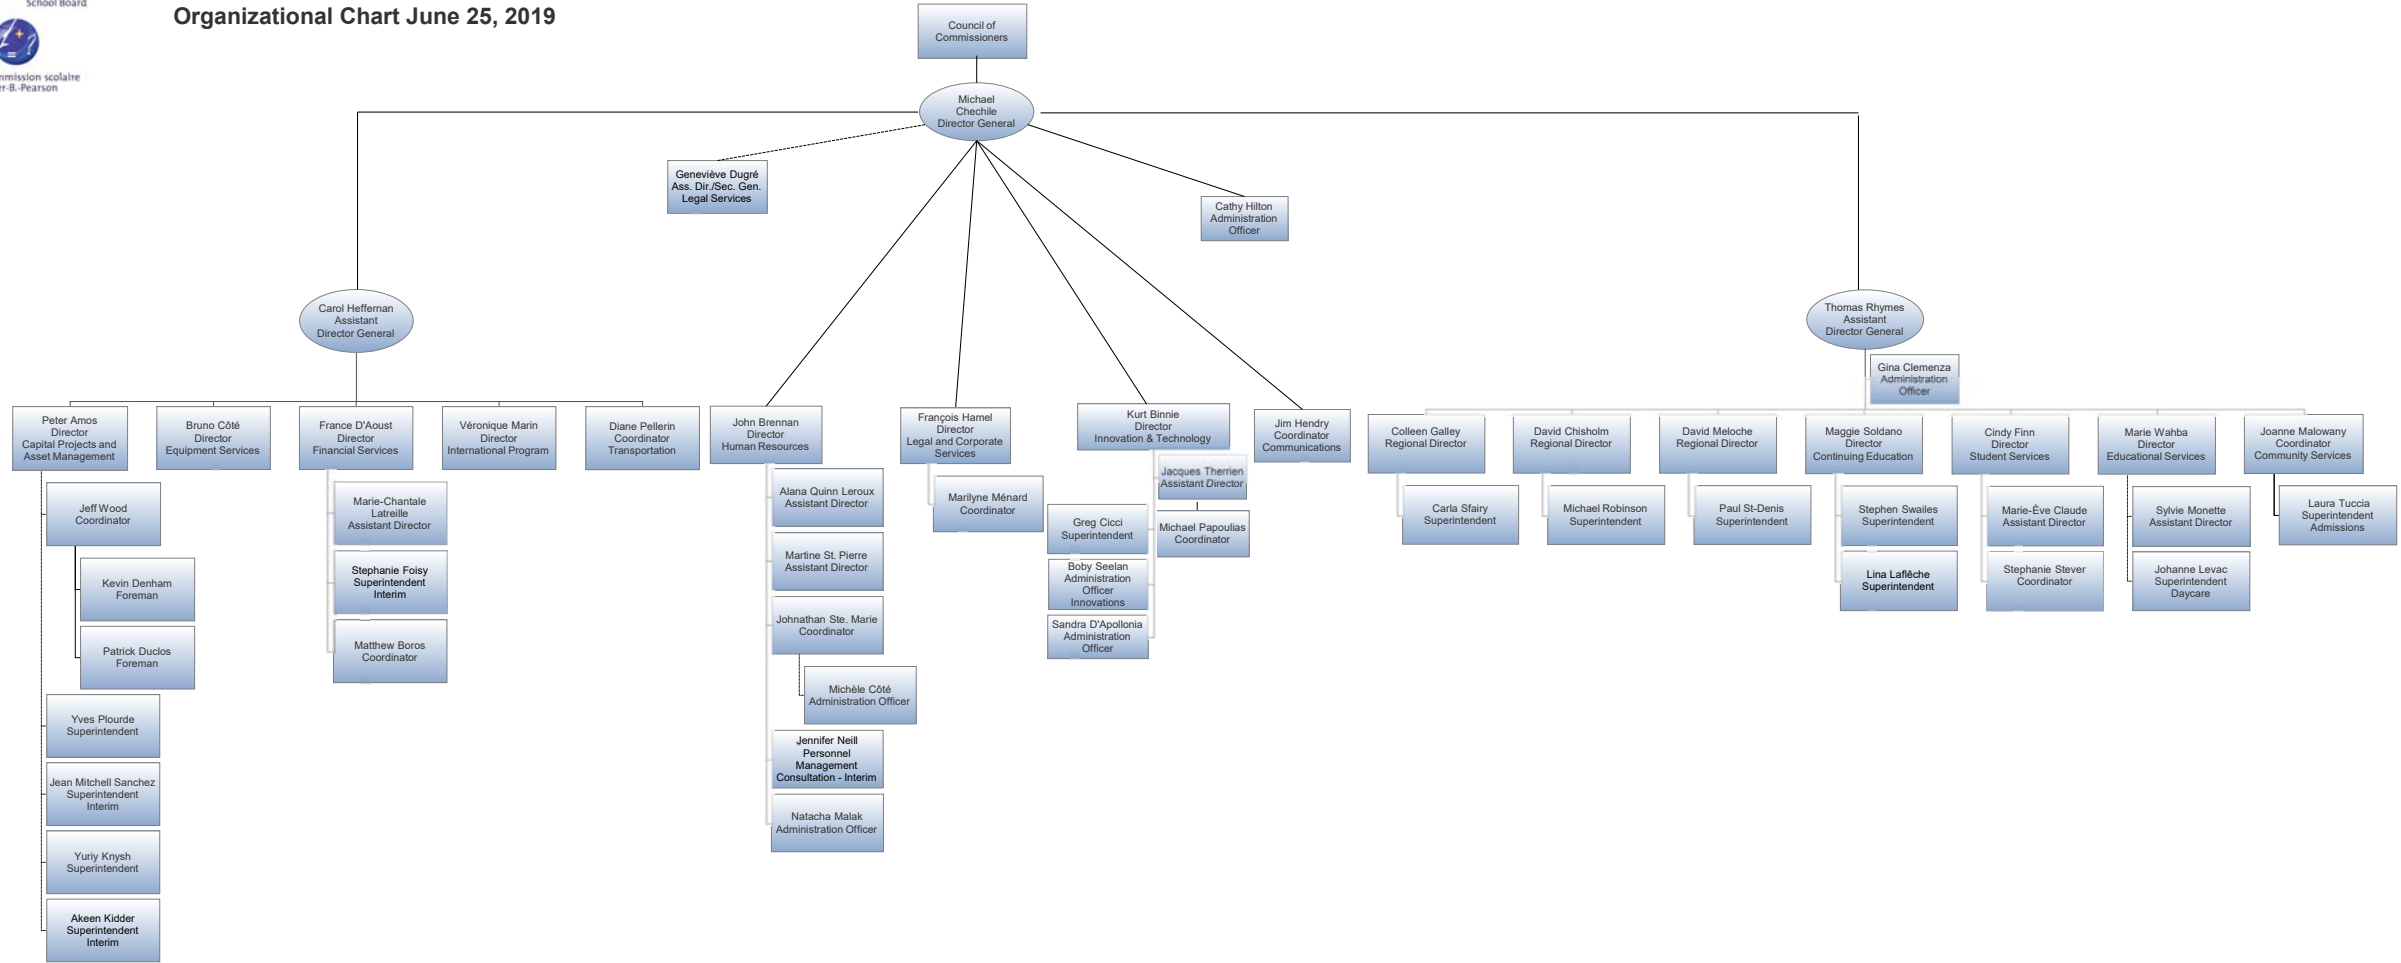 School Board
Organizational Chart June 25, 2019
Council of
Commissioners
Michael
Chechile
Director General
Geneviève Dugré
Ass. Dir./Sec. Gen.
Legal Services
Cathy Hilton
Administration
Officer
Carol Heffernan
Assistant
Director General
Thomas Rhymes
Assistant
Director General
Gina Clemenza
Administration
Officer
Peter Amos
Director
Capital Projects and
Asset Management
Jeff Wood
Coordinator
Kevin Denham
Foreman
Patrick Duclos
Foreman
Yves Plourde
Superintendent
Jean Mitchell Sanchez
Superintendent
Interim
Yuriy Knysh
Superintendent
Akeen Kidder
Superintendent
Interim
Bruno Côté
Director
Equipment Services
France D'Aoust
Director
Financial Services
Marie-Chantale
Latreille
Assistant Director
Stephanie Foisy
Superintendent
Interim
Matthew Boros
Coordinator
Véronique Marin
Director
International Program
Diane Pellerin
Coordinator
Transportation
John Brennan
Director
Human Resources
Alana Quinn Leroux
Assistant Director
Martine St. Pierre
Assistant Director
Johnathan Ste. Marie
Coordinator
Michèle Côté
Administration Officer
Jennifer Neill
Personnel
Management
Consultation - Interim
Natacha Malak
Administration Officer
François Hamel
Director
Legal and Corporate
Services
Marilyne Ménard
Coordinator
Kurt Binnie
Director
Innovation & Technology
Jacques Therrien
Assistant Director
Michael Papoulias
Coordinator
Greg Cicci
Superintendent
Boby Seelan
Administration
Officer
Innovations
Sandra D'Apollonia
Administration
Officer
Jim Hendry
Coordinator
Communications
Colleen Galley
Regional Director
Carla Sfairy
Superintendent
David Chisholm
Regional Director
Michael Robinson
Superintendent
David Meloche
Regional Director
Paul St-Denis
Superintendent
Maggie Soldano
Director
Continuing Education
Stephen Swailes
Superintendent
Lina Laflêche
Superintendent
Cindy Finn
Director
Student Services
Marie-Ève Claude
Assistant Director
Stephanie Stever
Coordinator
Marie Wahba
Director
Educational Services
Sylvie Monette
Assistant Director
Johanne Levac
Superintendent
Daycare
Joanne Malowany
Coordinator
Community Services
Laura Tuccia
Superintendent
Admissions